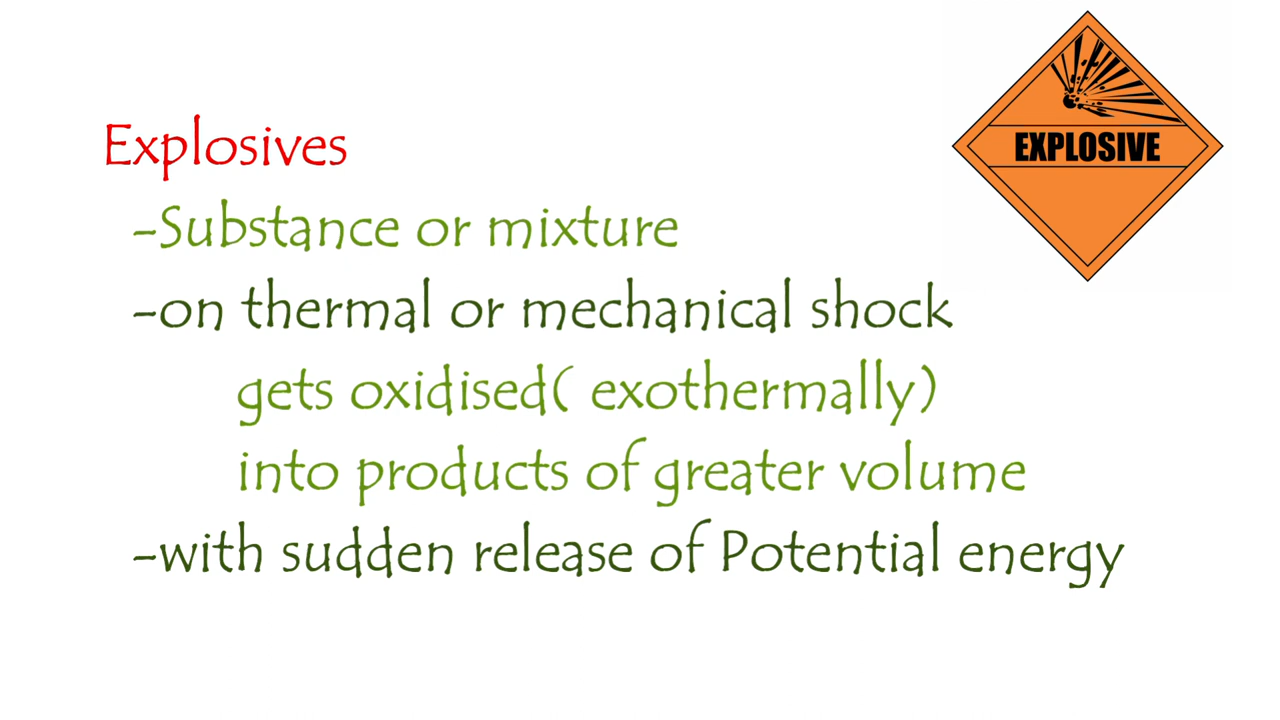 Explosives
-Substance or mixture
-on thermal or mechanical shock
gets oxidised( exothermally)
into products of greater volume
-with sudden release of Potential energy
EXPLOSIVE